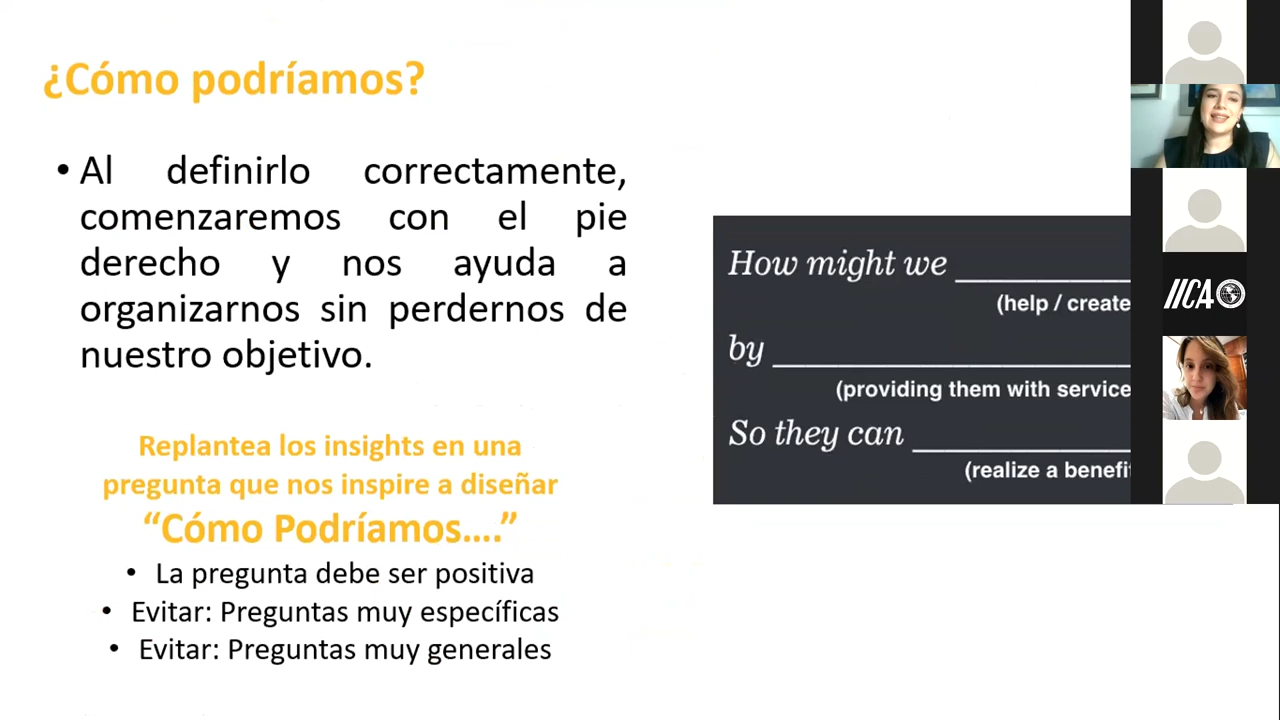 ¿Cómo podríamos?
• Al definirlo correctamente,
comenzaremos con el pie
derecho y nos ayuda a
organizarnos sin perdernos de
nuestro objetivo.
Replantea los insights en una
pregunta que nos inspire a diseñar
“Cómo Podríamos....”
• La pregunta debe ser positiva
• Evitar: Preguntas muy específicas
• Evitar: Preguntas muy generales
How might we
(help / create
by
(providing them with service
So they can
(realize a benefit
IICA